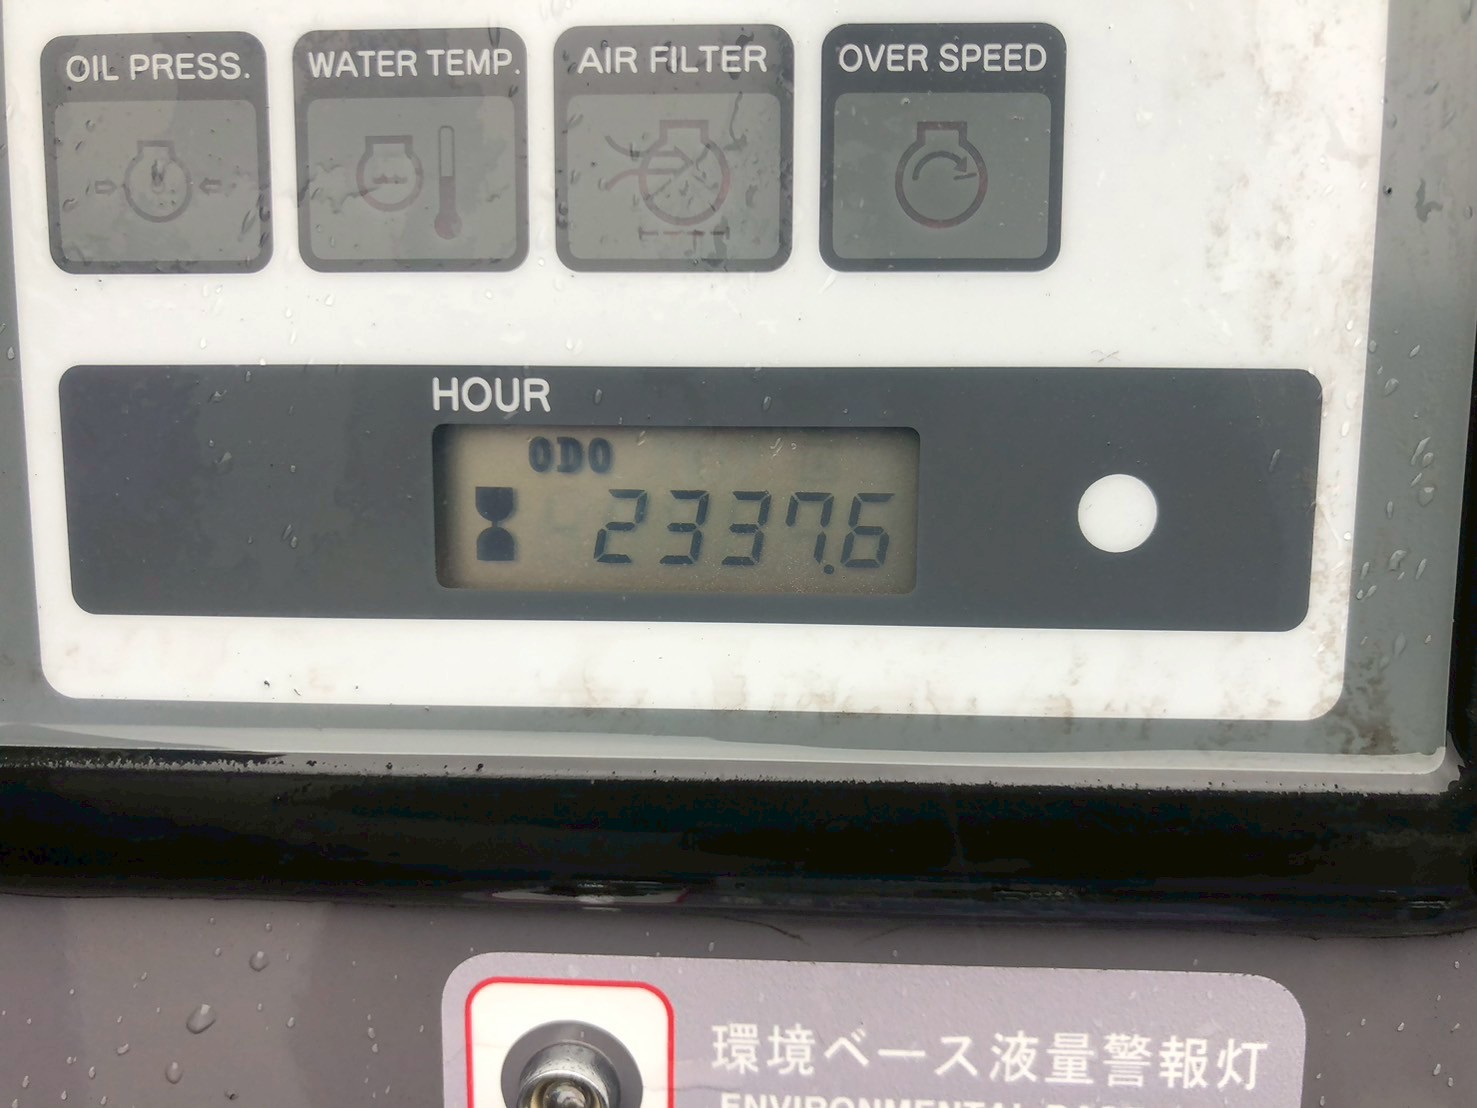 OIL PRESS. WATER TEMP. AIR FILTER OVER SPEED
HOUR
ODO
2337.6
環境ベース液量警報灯
ENVIRONMENTAL